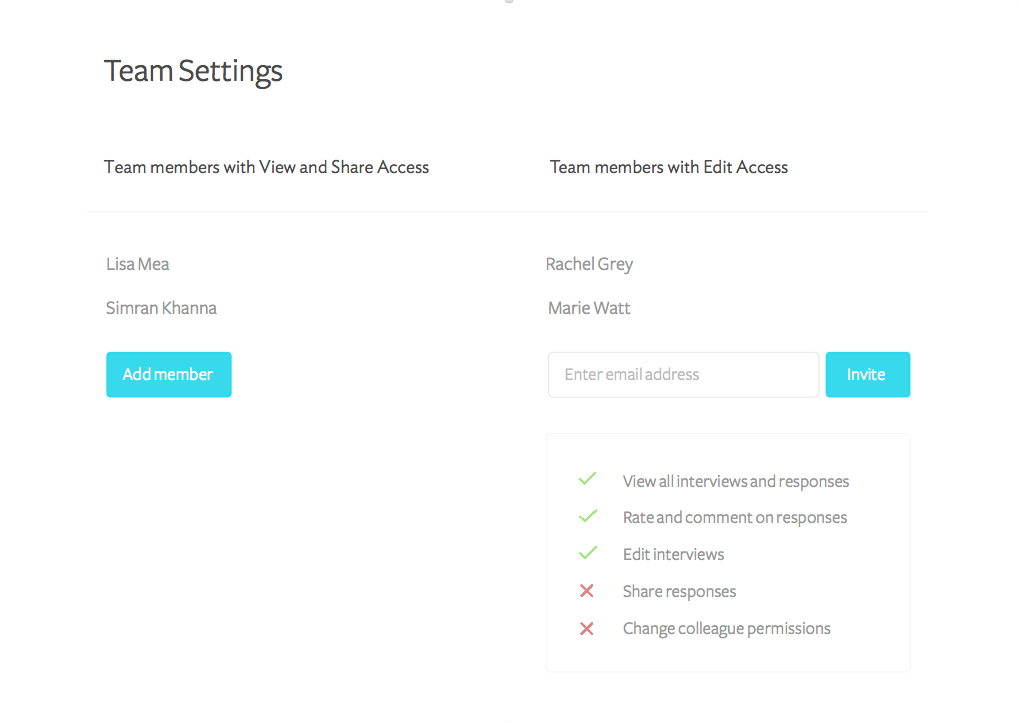 Team Settings
Team members with View and Share Access
Team members with Edit Access
Lisa Mea
Rachel Grey
Simran Khanna
Marie Watt
Add member
Enter email address
Invite
View all interviews and responses
Rate and comment on responses
Edit interviews
Share responses
Change colleague permissions